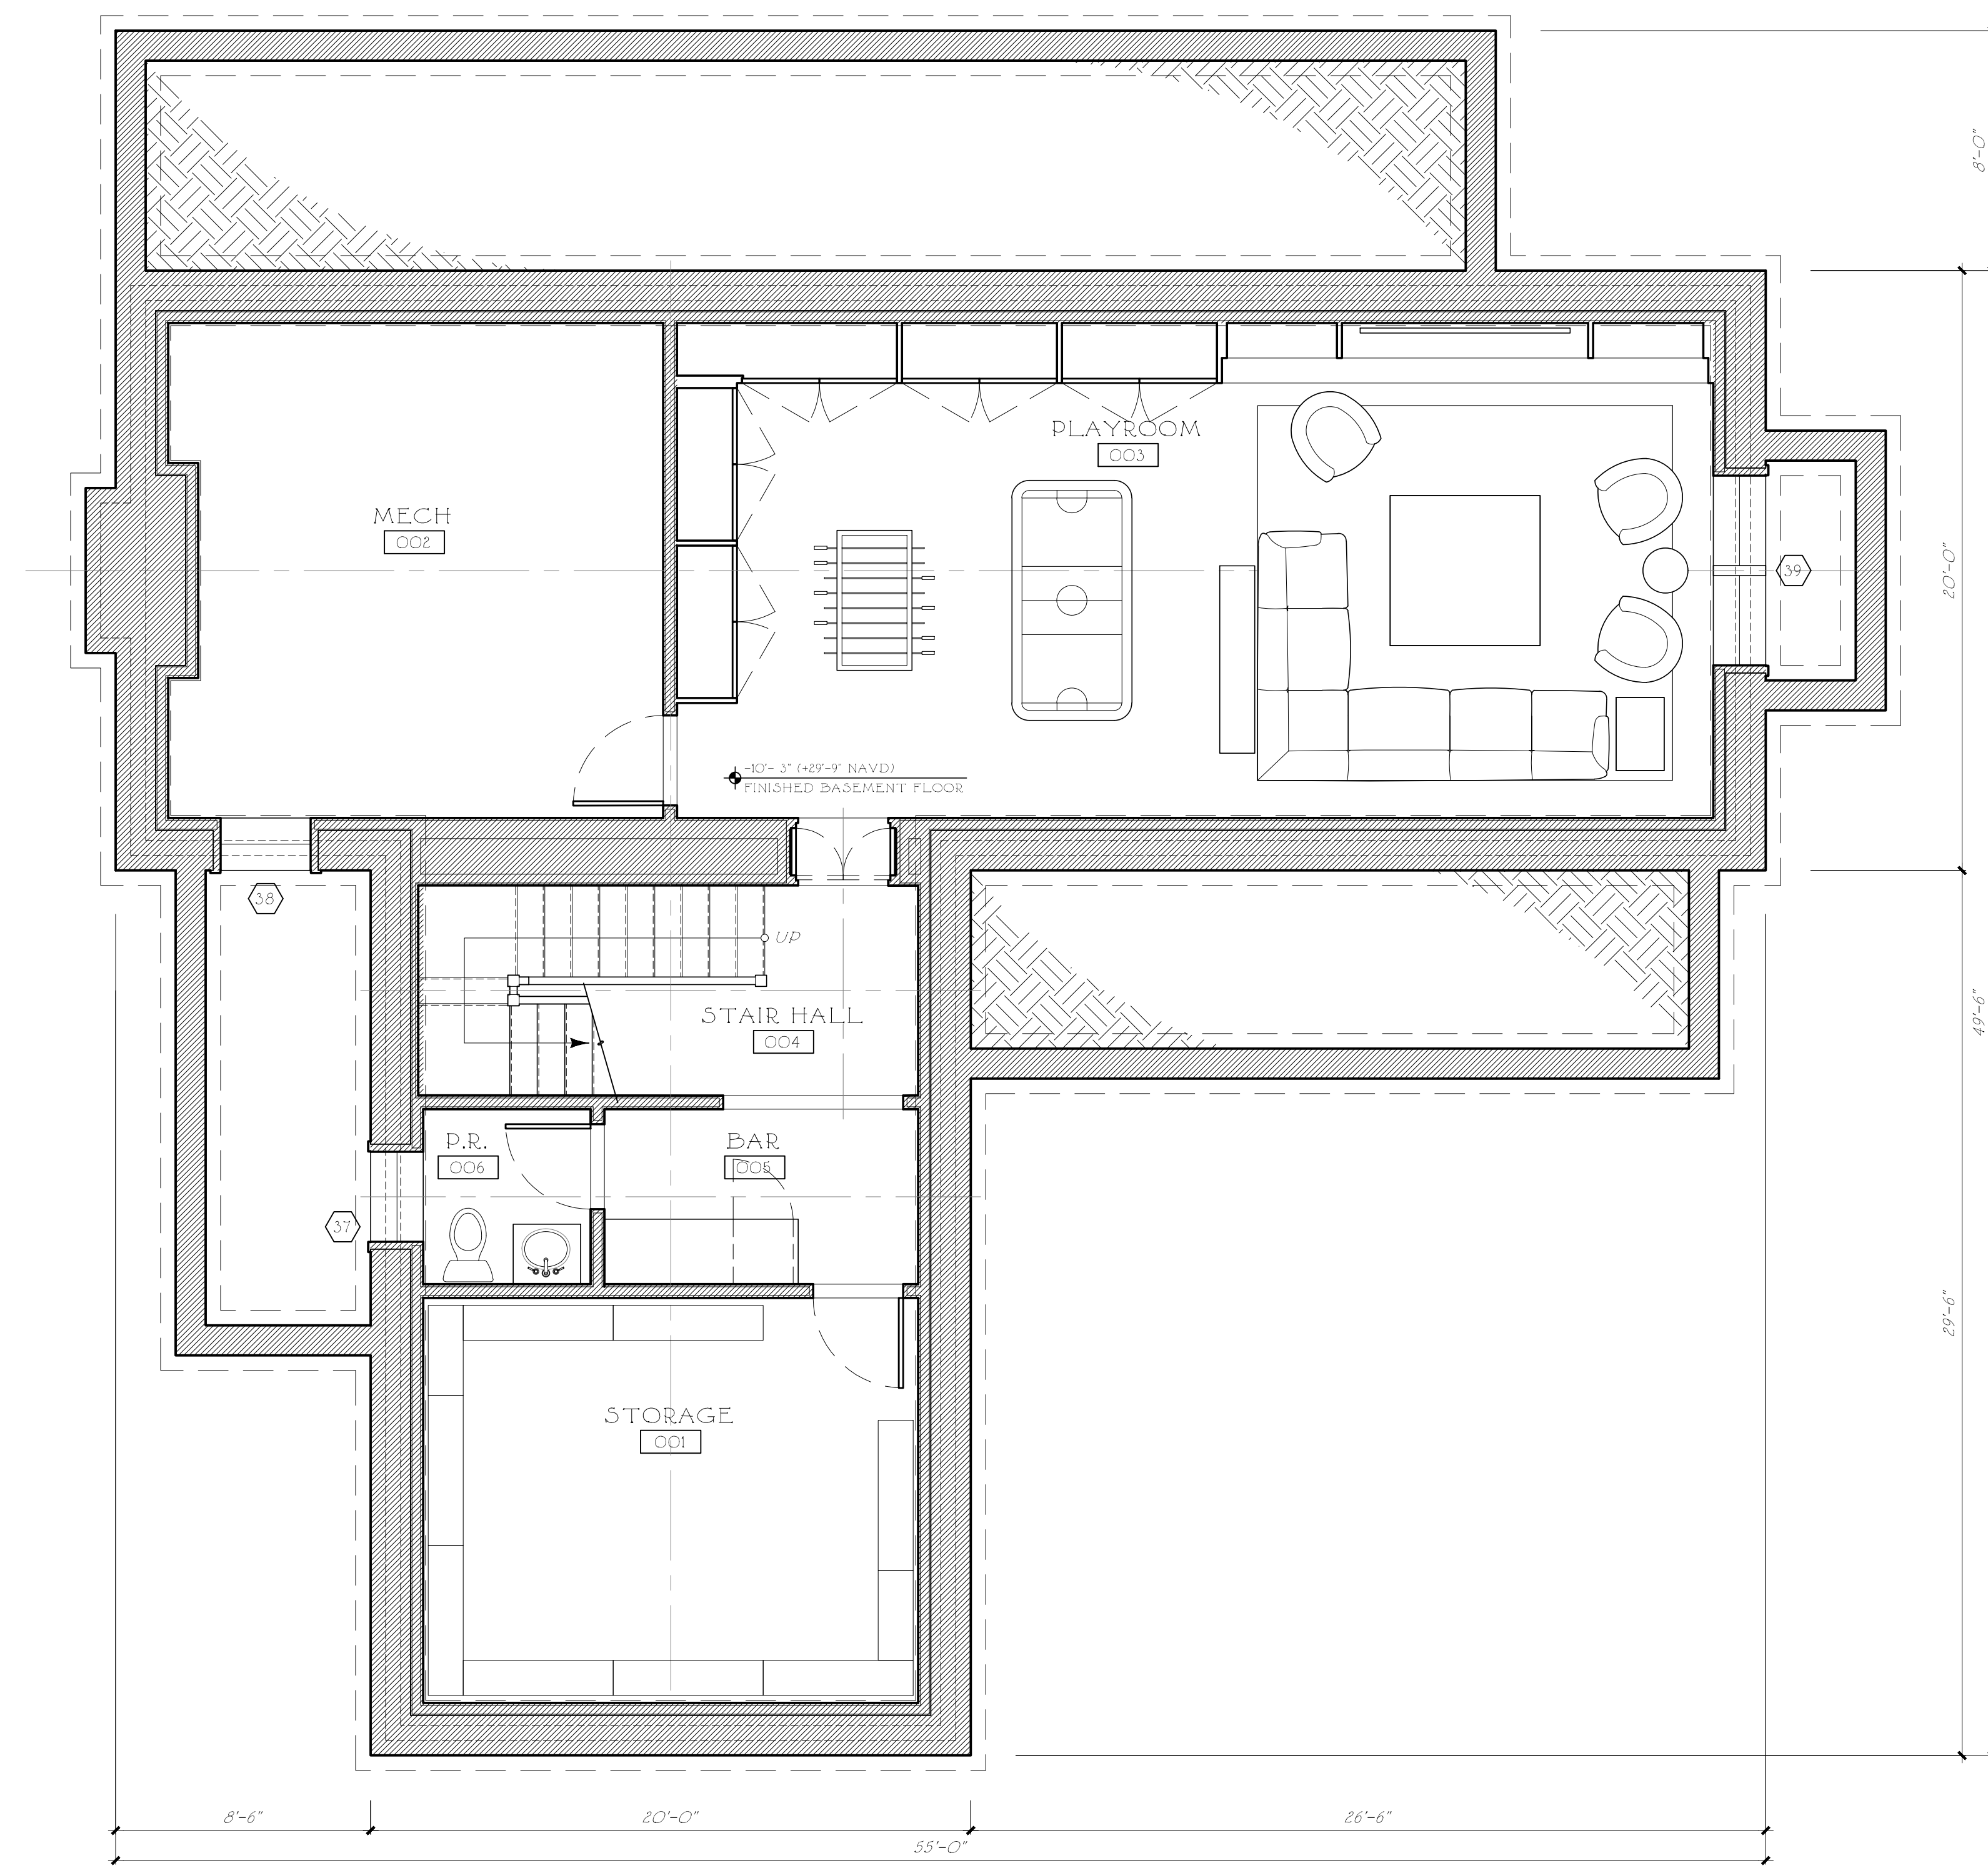 8'-0"
PLAYROOM
003
MECH
002
39
20'-0"
-10'- 3" (+29'-9" NAVD)
FINISHED BASEMENT FLOOR
38
UP
STAIR HALL
004
49'-6"
P.R.
006
BAR
005
37
29'-6"
STORAGE
001
8'-6"
20'-0"
26'-6"
55'-0"